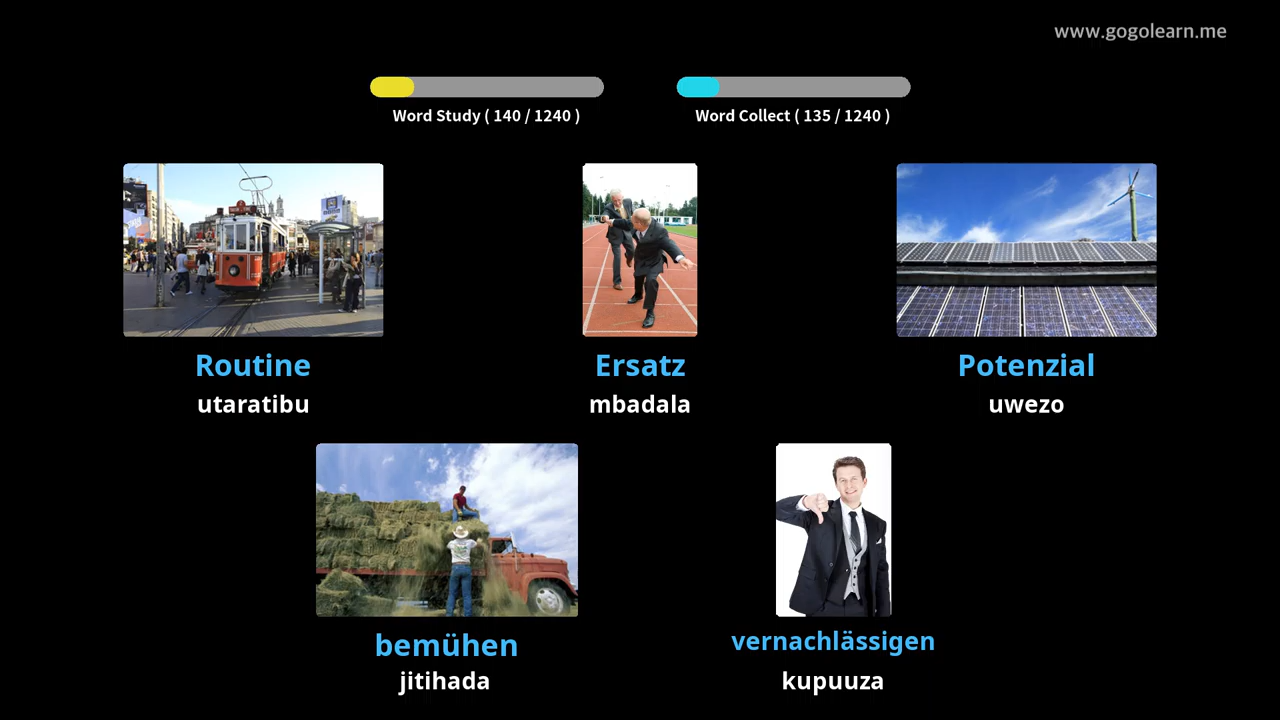 www.gogolearn.me
Word Study ( 140 / 1240 )
Word Collect ( 135 / 1240 )
Routine
utaratibu
Ersatz
mbadala
Potenzial
uwezo
bemühen
jitihada
vernachlässigen
kupuuza